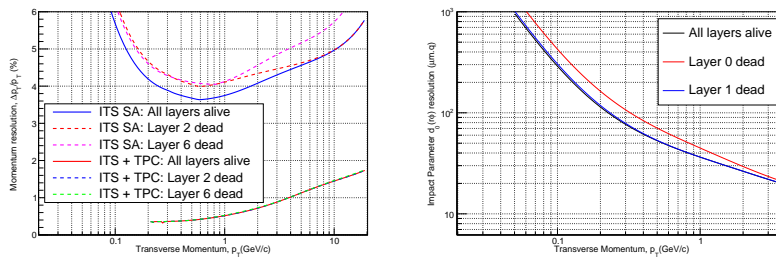 Momentum resolution, Δp_T/p_T (%)
6
5
4
3
2
1
0
ITS SA: All layers alive
ITS SA: Layer 2 dead
ITS SA: Layer 6 dead
ITS + TPC: All layers alive
ITS + TPC: Layer 2 dead
ITS + TPC: Layer 6 dead
0.1
1
10
Transverse Momentum, p_T(GeV/c)
Impact Parameter d_0(rφ) resolution (μm)
10³
10²
10
All layers alive
Layer 0 dead
Layer 1 dead
0.1
1
Transverse Momentum, p_T(GeV/c)